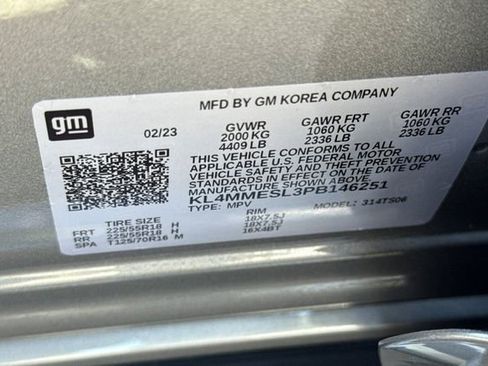 gm
MFD BY GM KOREA COMPANY
02/23 GVWR GAWR FRT GAWR RR
2000 KG 1060 KG 1060 KG
4409 LB 2336 LB 2336 LB
THIS VEHICLE CONFORMS TO ALL
APPLICABLE U.S. FEDERAL MOTOR
VEHICLE SAFETY STANDARDS IN
EFFECT ON THE DATE OF
MANUFACTURE SHOWN ABOVE.
KL4MMESL3PB146251
TYPE: MPV MODEL: 314TS06
TIRE SIZE RIM
FRT 225/55R18 H 18X7.5J
RR 225/55R18 H 18X7.5J
SPA T125/70R16 M 16X4BT